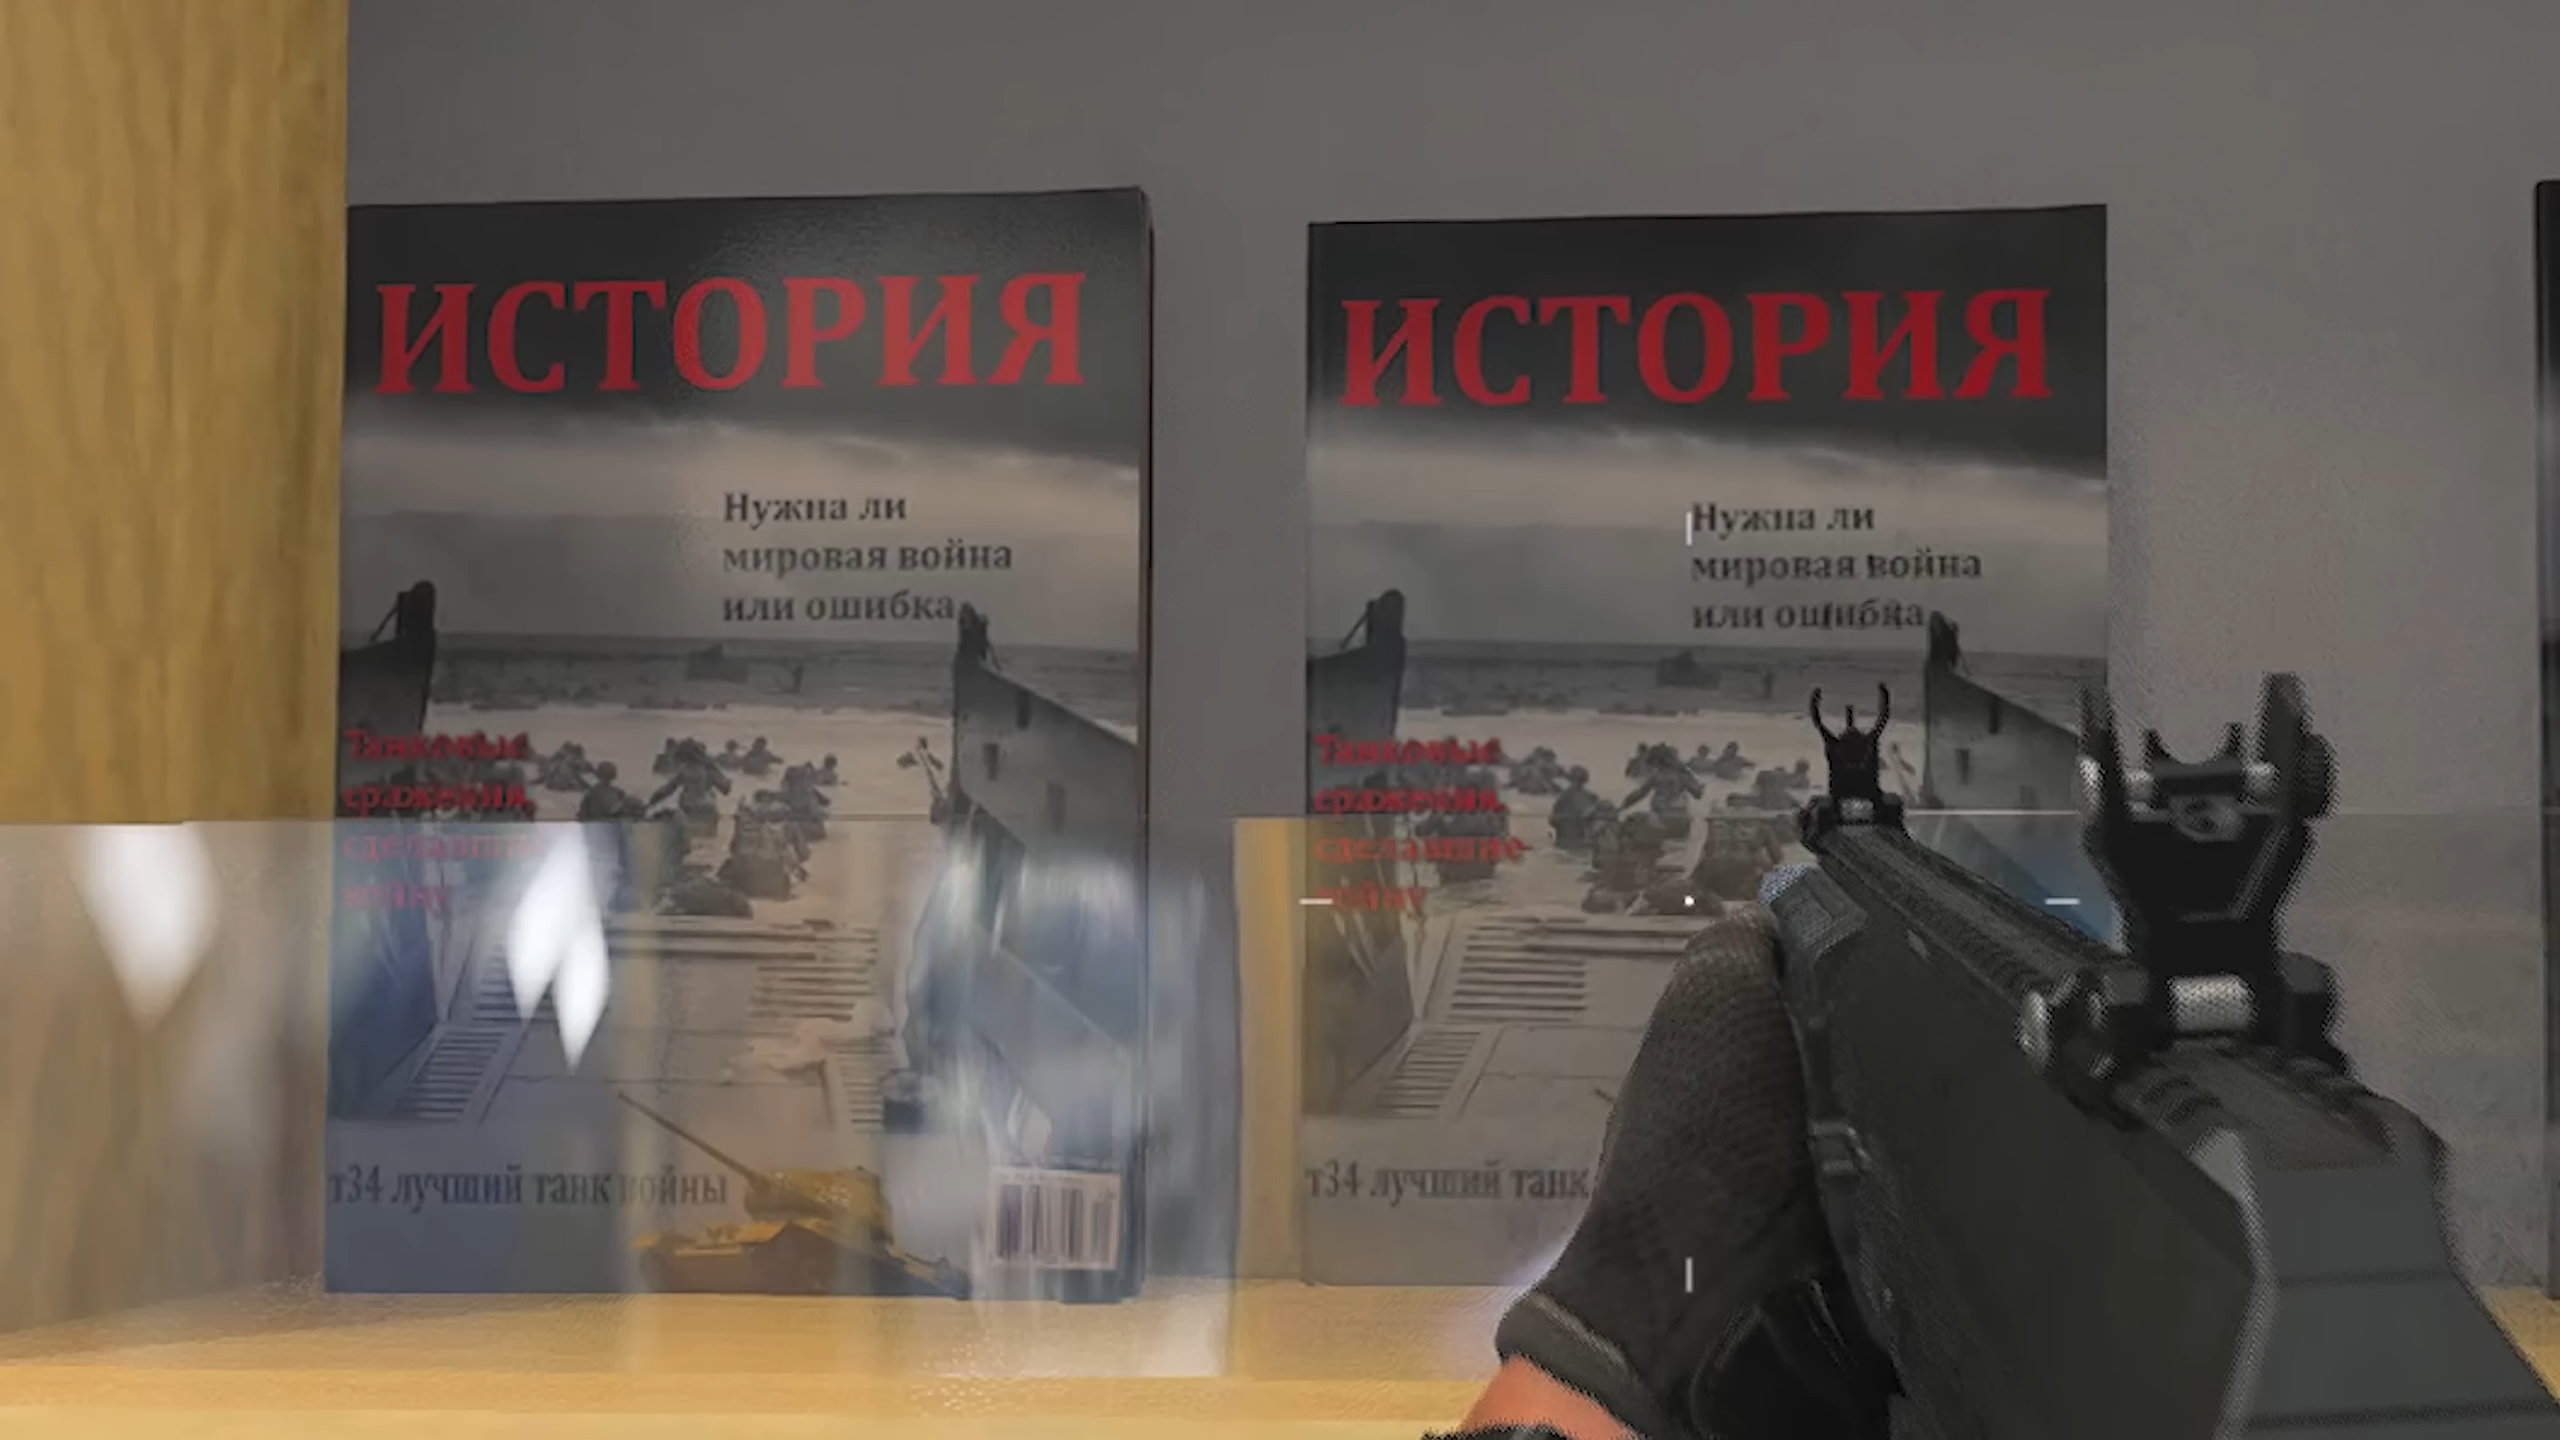 ИСТОРИЯ
Нужна ли
мировая война
или ошибка
Танковые
сражения,
сделавшие
войну
т34 лучший танк войны
ИСТОРИЯ
Нужна ли
мировая война
или ошибка
Танковые
сражения,
сделавшие
войну
т34 лучший танк